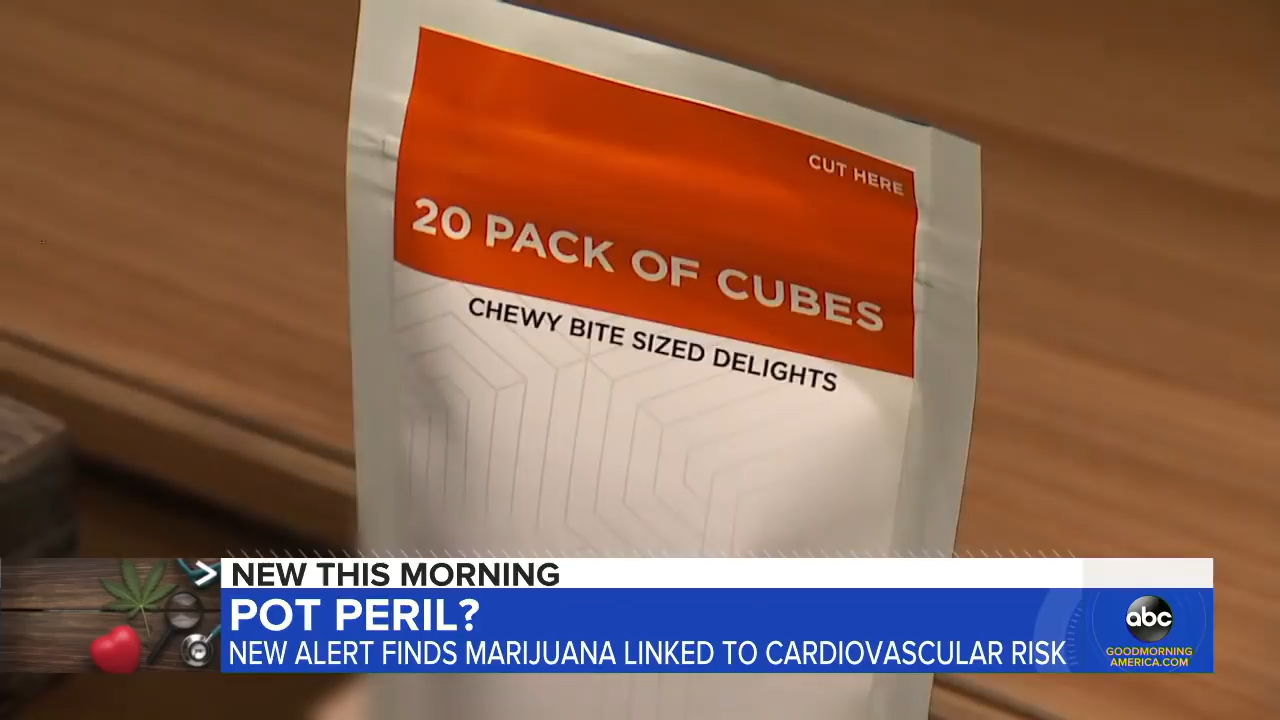 CUT HERE
20 PACK OF CUBES
CHEWY BITE SIZED DELIGHTS
NEW THIS MORNING
POT PERIL?
NEW ALERT FINDS MARIJUANA LINKED TO CARDIOVASCULAR RISK
abc
GOODMORNING
AMERICA.COM